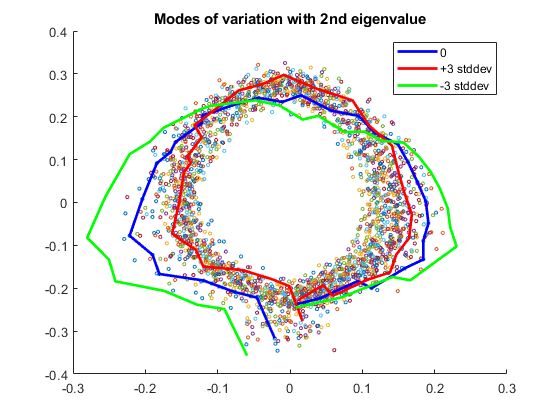 Modes of variation with 2nd eigenvalue
0
+3 stddev
-3 stddev
0.4
0.3
0.2
0.1
0
-0.1
-0.2
-0.3
-0.4
-0.3 -0.2 -0.1 0 0.1 0.2 0.3